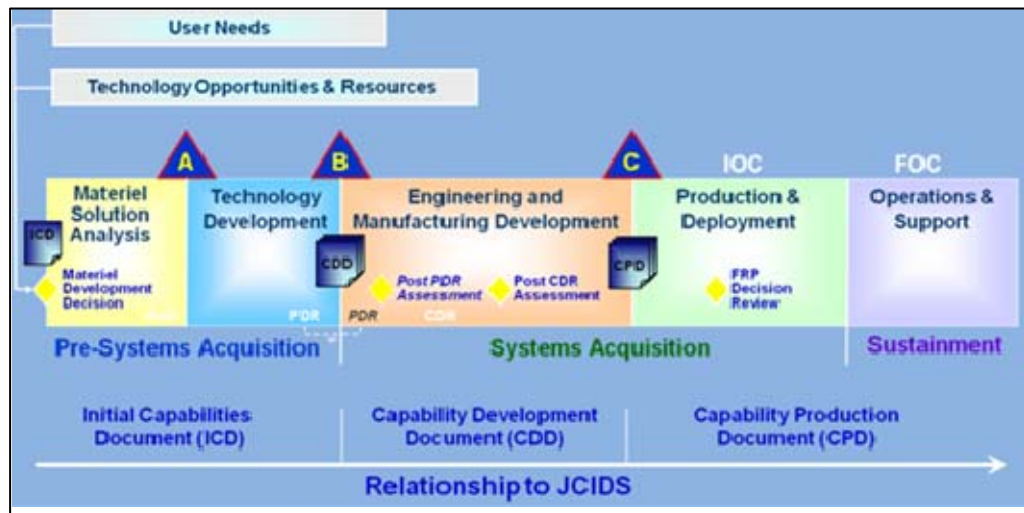 User Needs
Technology Opportunities & Resources
A
B
C
IOC
FOC
Materiel
Solution
Analysis
Technology
Development
Engineering and
Manufacturing Development
Production &
Deployment
Operations &
Support
ICD
CDD
CPD
Materiel
Development
Decision
Post PDR
Assessment
Post CDR
Assessment
FRP
Decision
Review
PDR
PDR
CDR
Pre-Systems Acquisition
Systems Acquisition
Sustainment
Initial Capabilities
Document (ICD)
Capability Development
Document (CDD)
Capability Production
Document (CPD)
Relationship to JCIDS